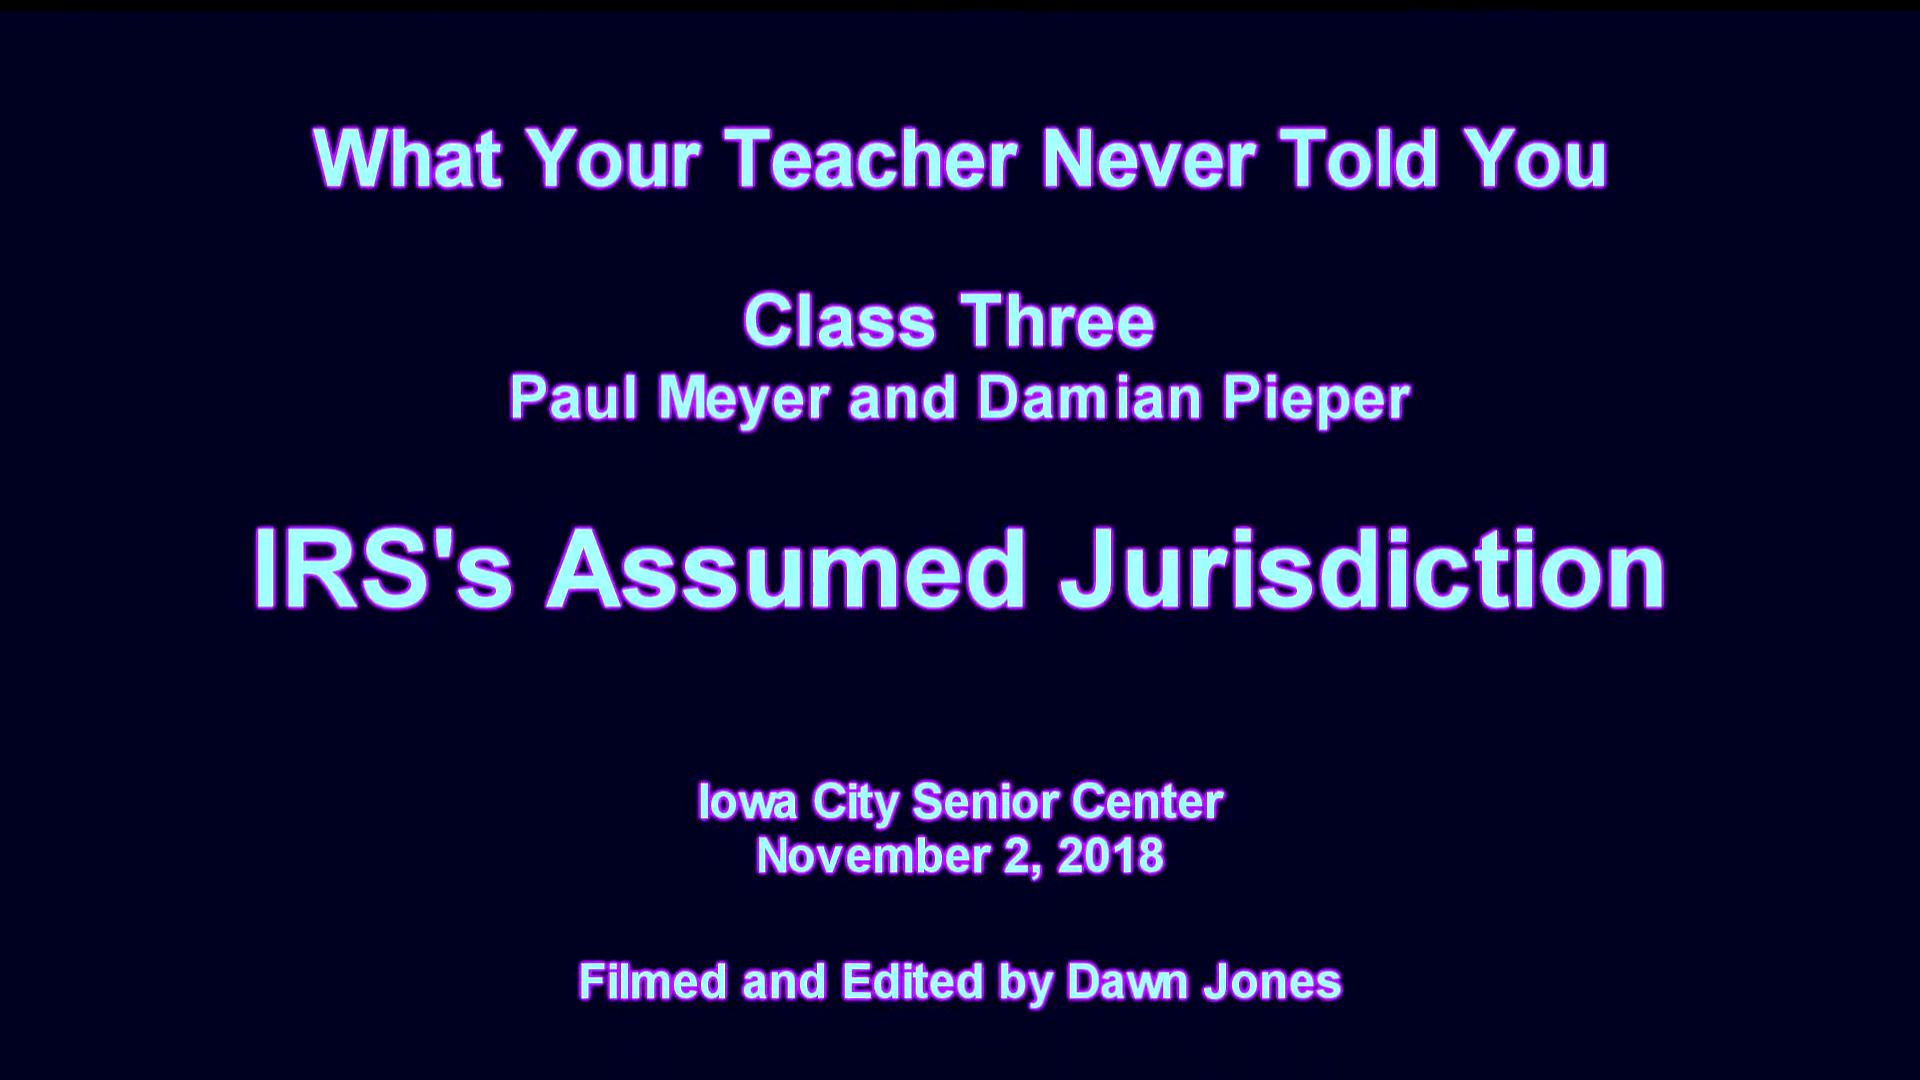 What Your Teacher Never Told You
Class Three
Paul Meyer and Damian Pieper
IRS's Assumed Jurisdiction
Iowa City Senior Center
November 2, 2018
Filmed and Edited by Dawn Jones